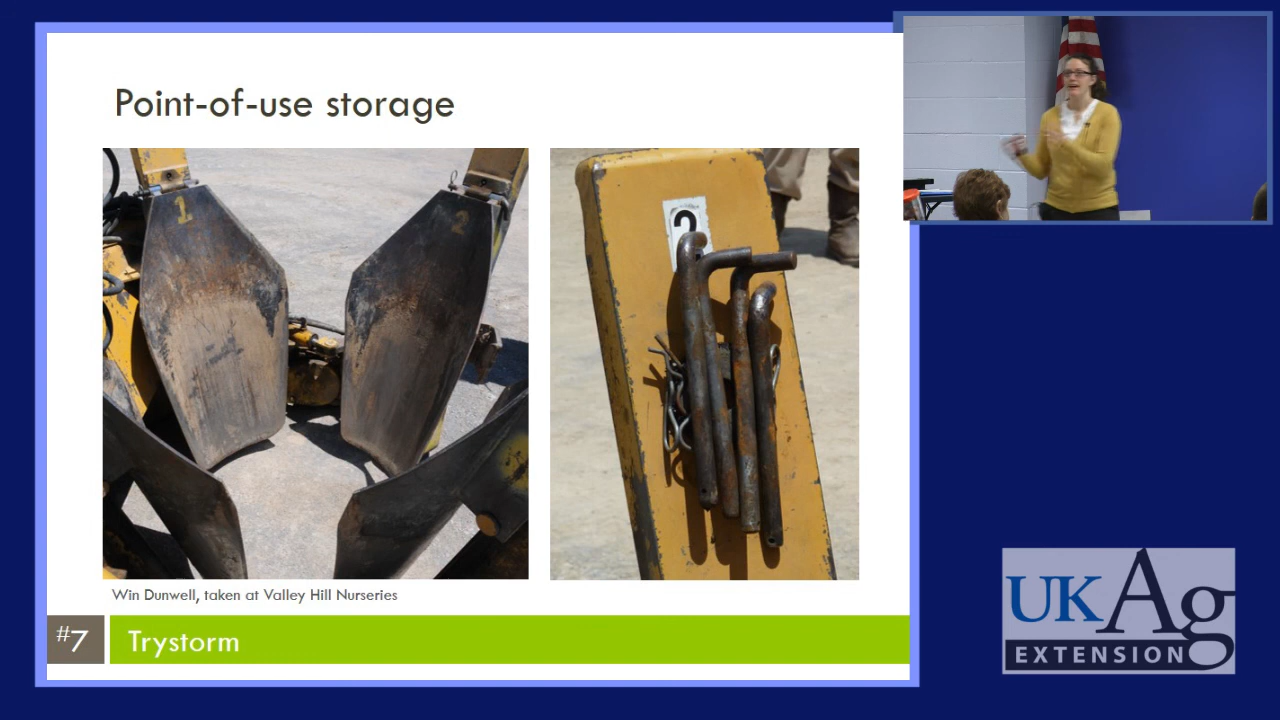 Point-of-use storage
1
2
2
Win Dunwell, taken at Valley Hill Nurseries
#7
Trystorm
UKAg
EXTENSION